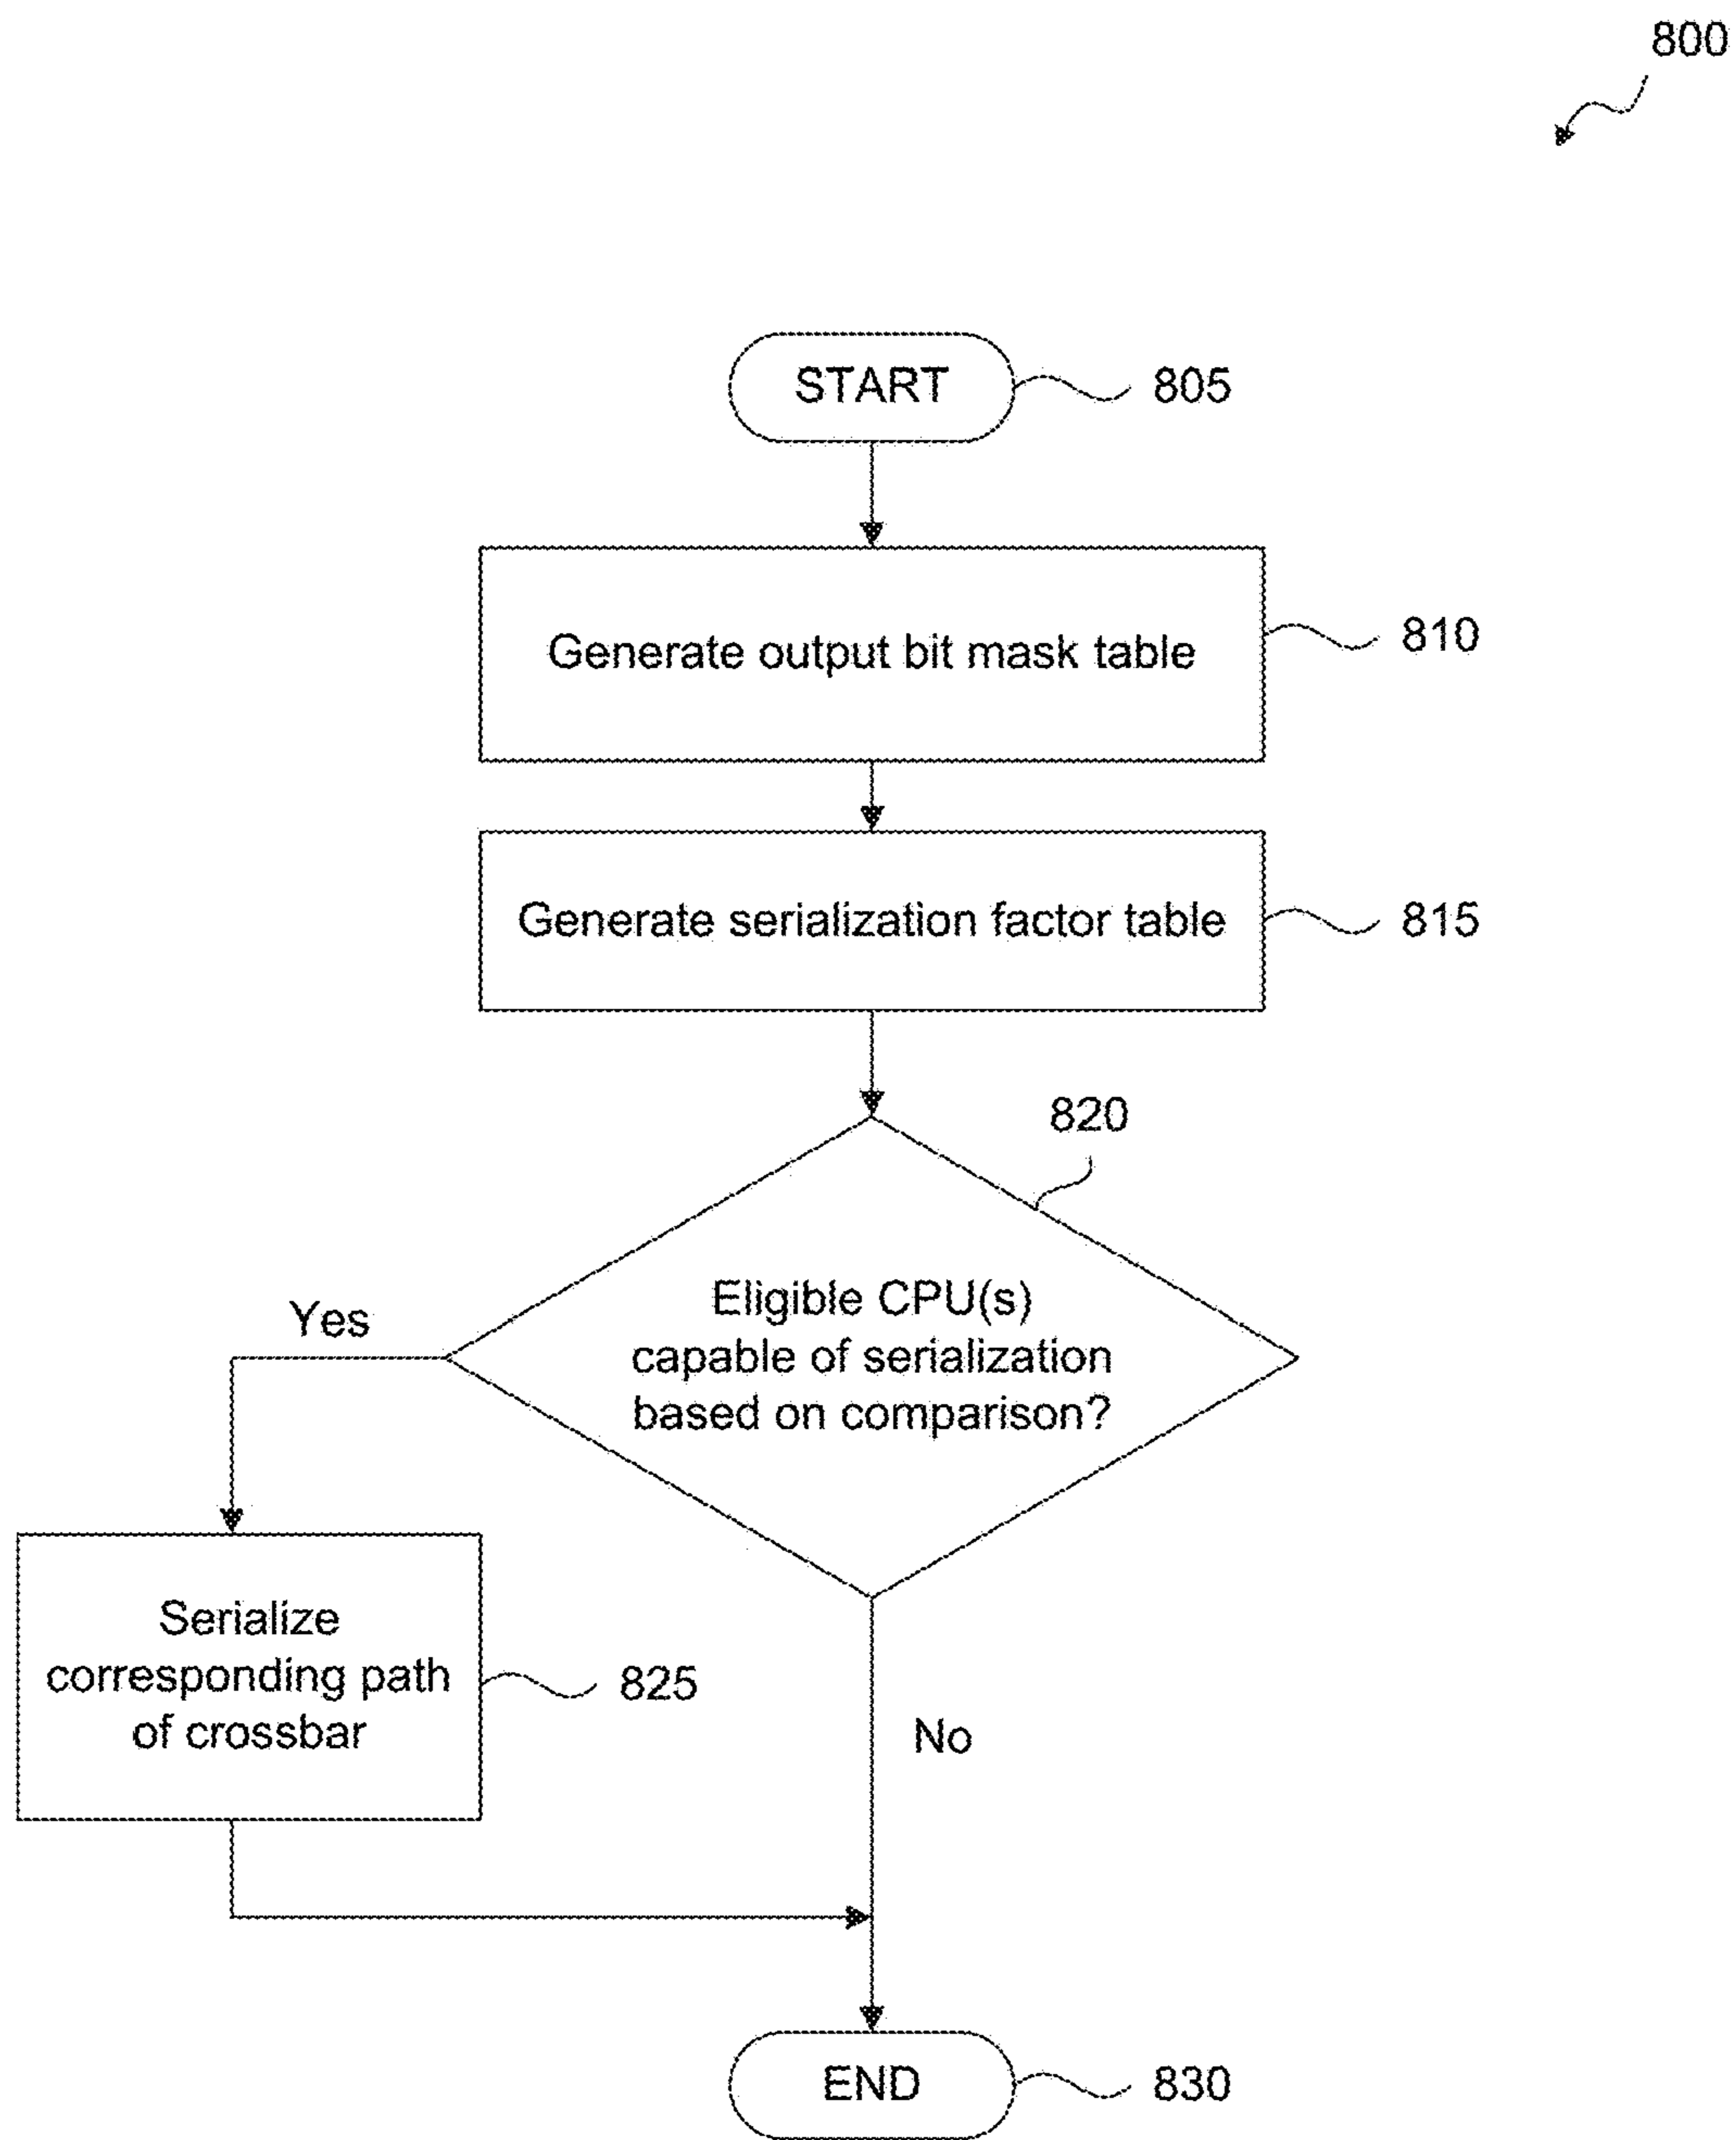 800
START
805
Generate output bit mask table
810
Generate serialization factor table
815
820
Eligible CPU(s)
capable of serialization
based on comparison?
Yes
Serialize
corresponding path
of crossbar
825
No
END
830